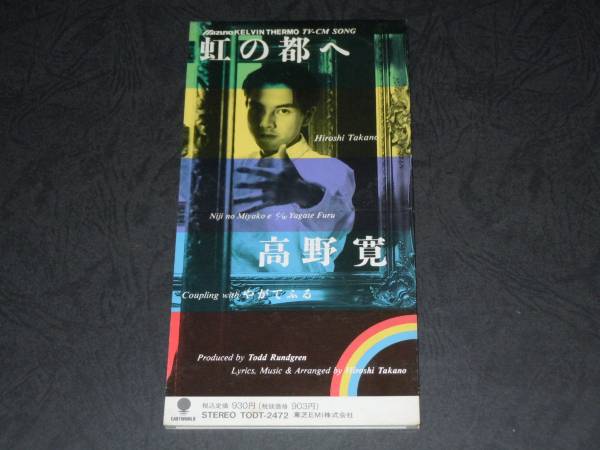 Mizuno KELVIN THERMO TV-CM SONG
虹の都へ
Hiroshi Takano
Niji no Miyako e c/w Yagate Furu
高野寛
Coupling with やがてふる
Produced by Todd Rundgren
Lyrics, Music & Arranged by Hiroshi Takano
税込定価 930円 (税抜価格 903円)
STEREO TODT-2472 東芝EMI株式会社
EASTWORLD